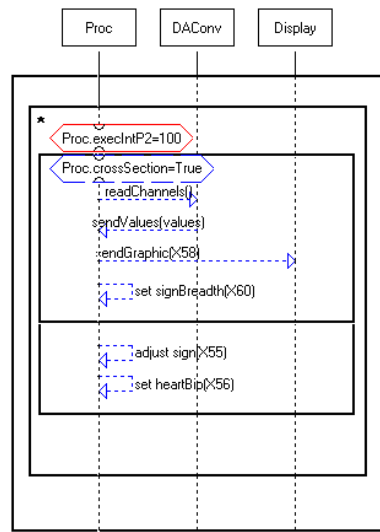 Proc DAConv Display
*
Proc.execIntP2=100
Proc.crossSection=True
readChannels()
sendValues(values)
sendGraphic(X58)
set signBreadth(X60)
adjust sign(X55)
set heartBip(X56)